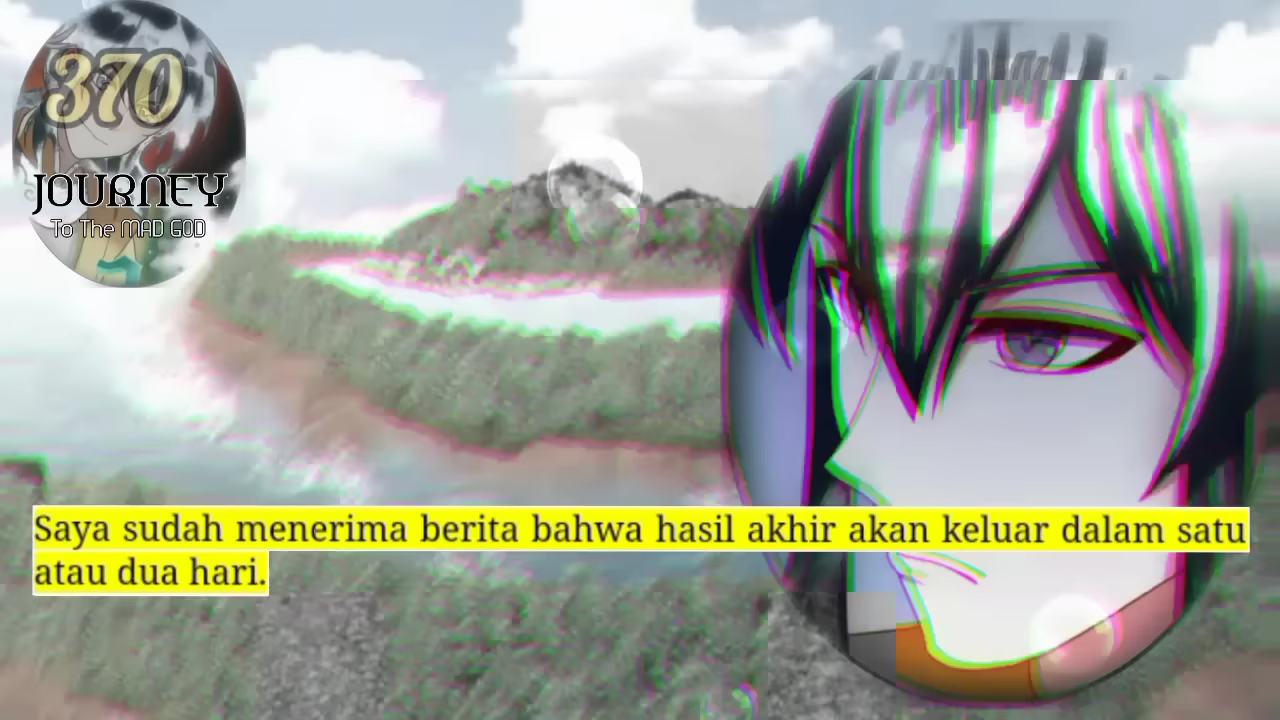 370
JOURNEY
To The MAD GOD
Saya sudah menerima berita bahwa hasil akhir akan keluar dalam satu
atau dua hari.